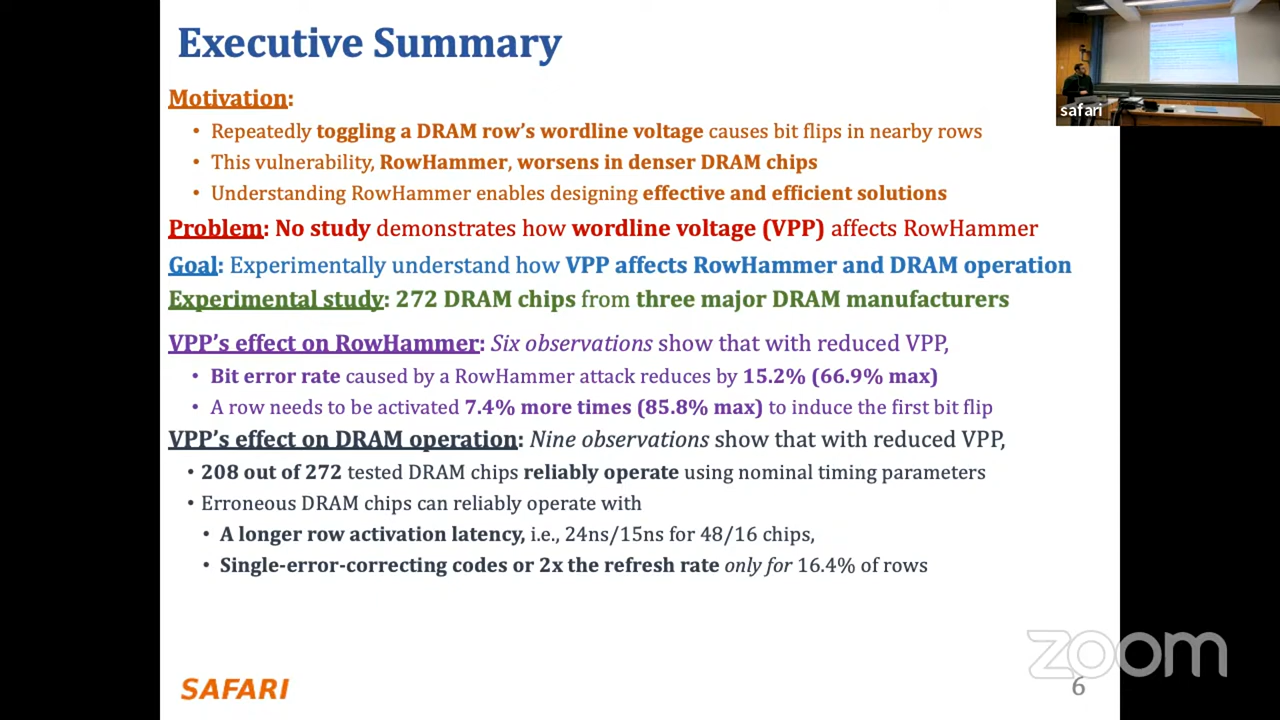 Executive Summary
safari
Motivation:
• Repeatedly toggling a DRAM row's wordline voltage causes bit flips in nearby rows
• This vulnerability, RowHammer, worsens in denser DRAM chips
• Understanding RowHammer enables designing effective and efficient solutions
Problem: No study demonstrates how wordline voltage (VPP) affects RowHammer
Goal: Experimentally understand how VPP affects RowHammer and DRAM operation
Experimental study: 272 DRAM chips from three major DRAM manufacturers
VPP's effect on RowHammer: Six observations show that with reduced VPP,
• Bit error rate caused by a RowHammer attack reduces by 15.2% (66.9% max)
• A row needs to be activated 7.4% more times (85.8% max) to induce the first bit flip
VPP's effect on DRAM operation: Nine observations show that with reduced VPP,
• 208 out of 272 tested DRAM chips reliably operate using nominal timing parameters
• Erroneous DRAM chips can reliably operate with
• A longer row activation latency, i.e., 24ns/15ns for 48/16 chips,
• Single-error-correcting codes or 2x the refresh rate only for 16.4% of rows
zoom
SAFARI
6